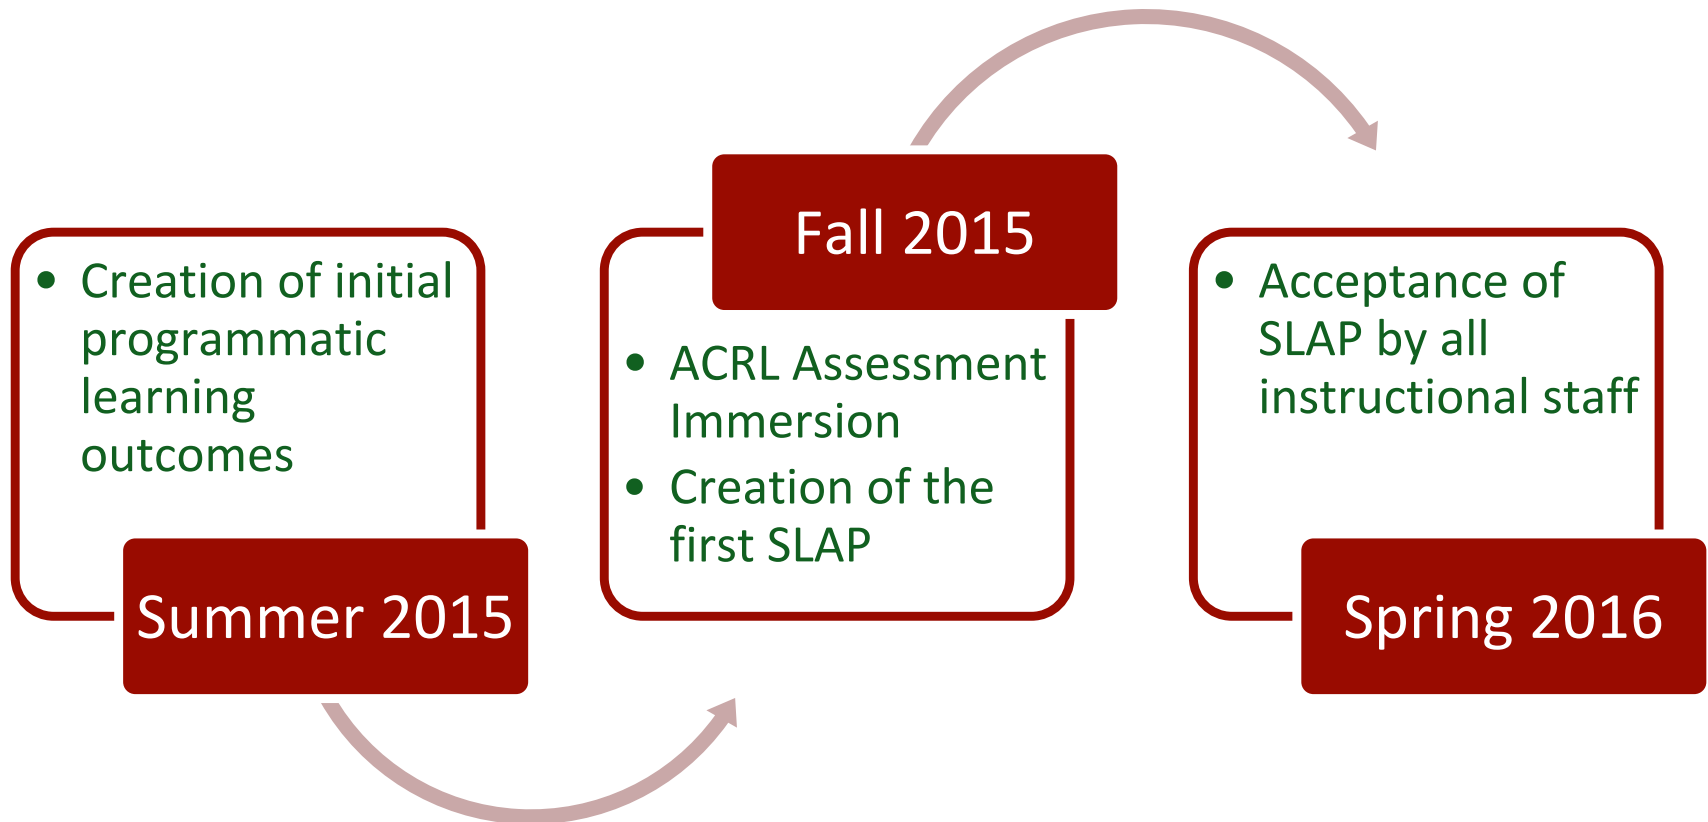 • Creation of initial
programmatic
learning
outcomes
Summer 2015
Fall 2015
• ACRL Assessment
Immersion
• Creation of the
first SLAP
• Acceptance of
SLAP by all
instructional staff
Spring 2016